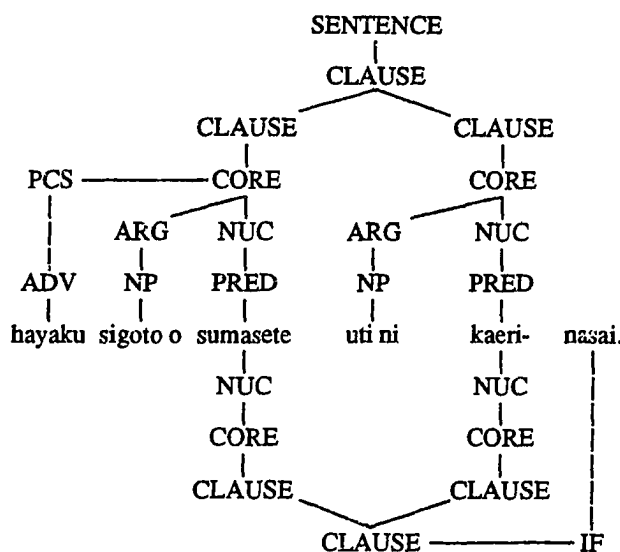 SENTENCE
CLAUSE
CLAUSE CLAUSE
PCS CORE CORE
ARG NUC ARG NUC
ADV NP PRED NP PRED
hayaku sigoto o sumasete uti ni kaeri- nasai.
NUC NUC
CORE CORE
CLAUSE CLAUSE
CLAUSE IF